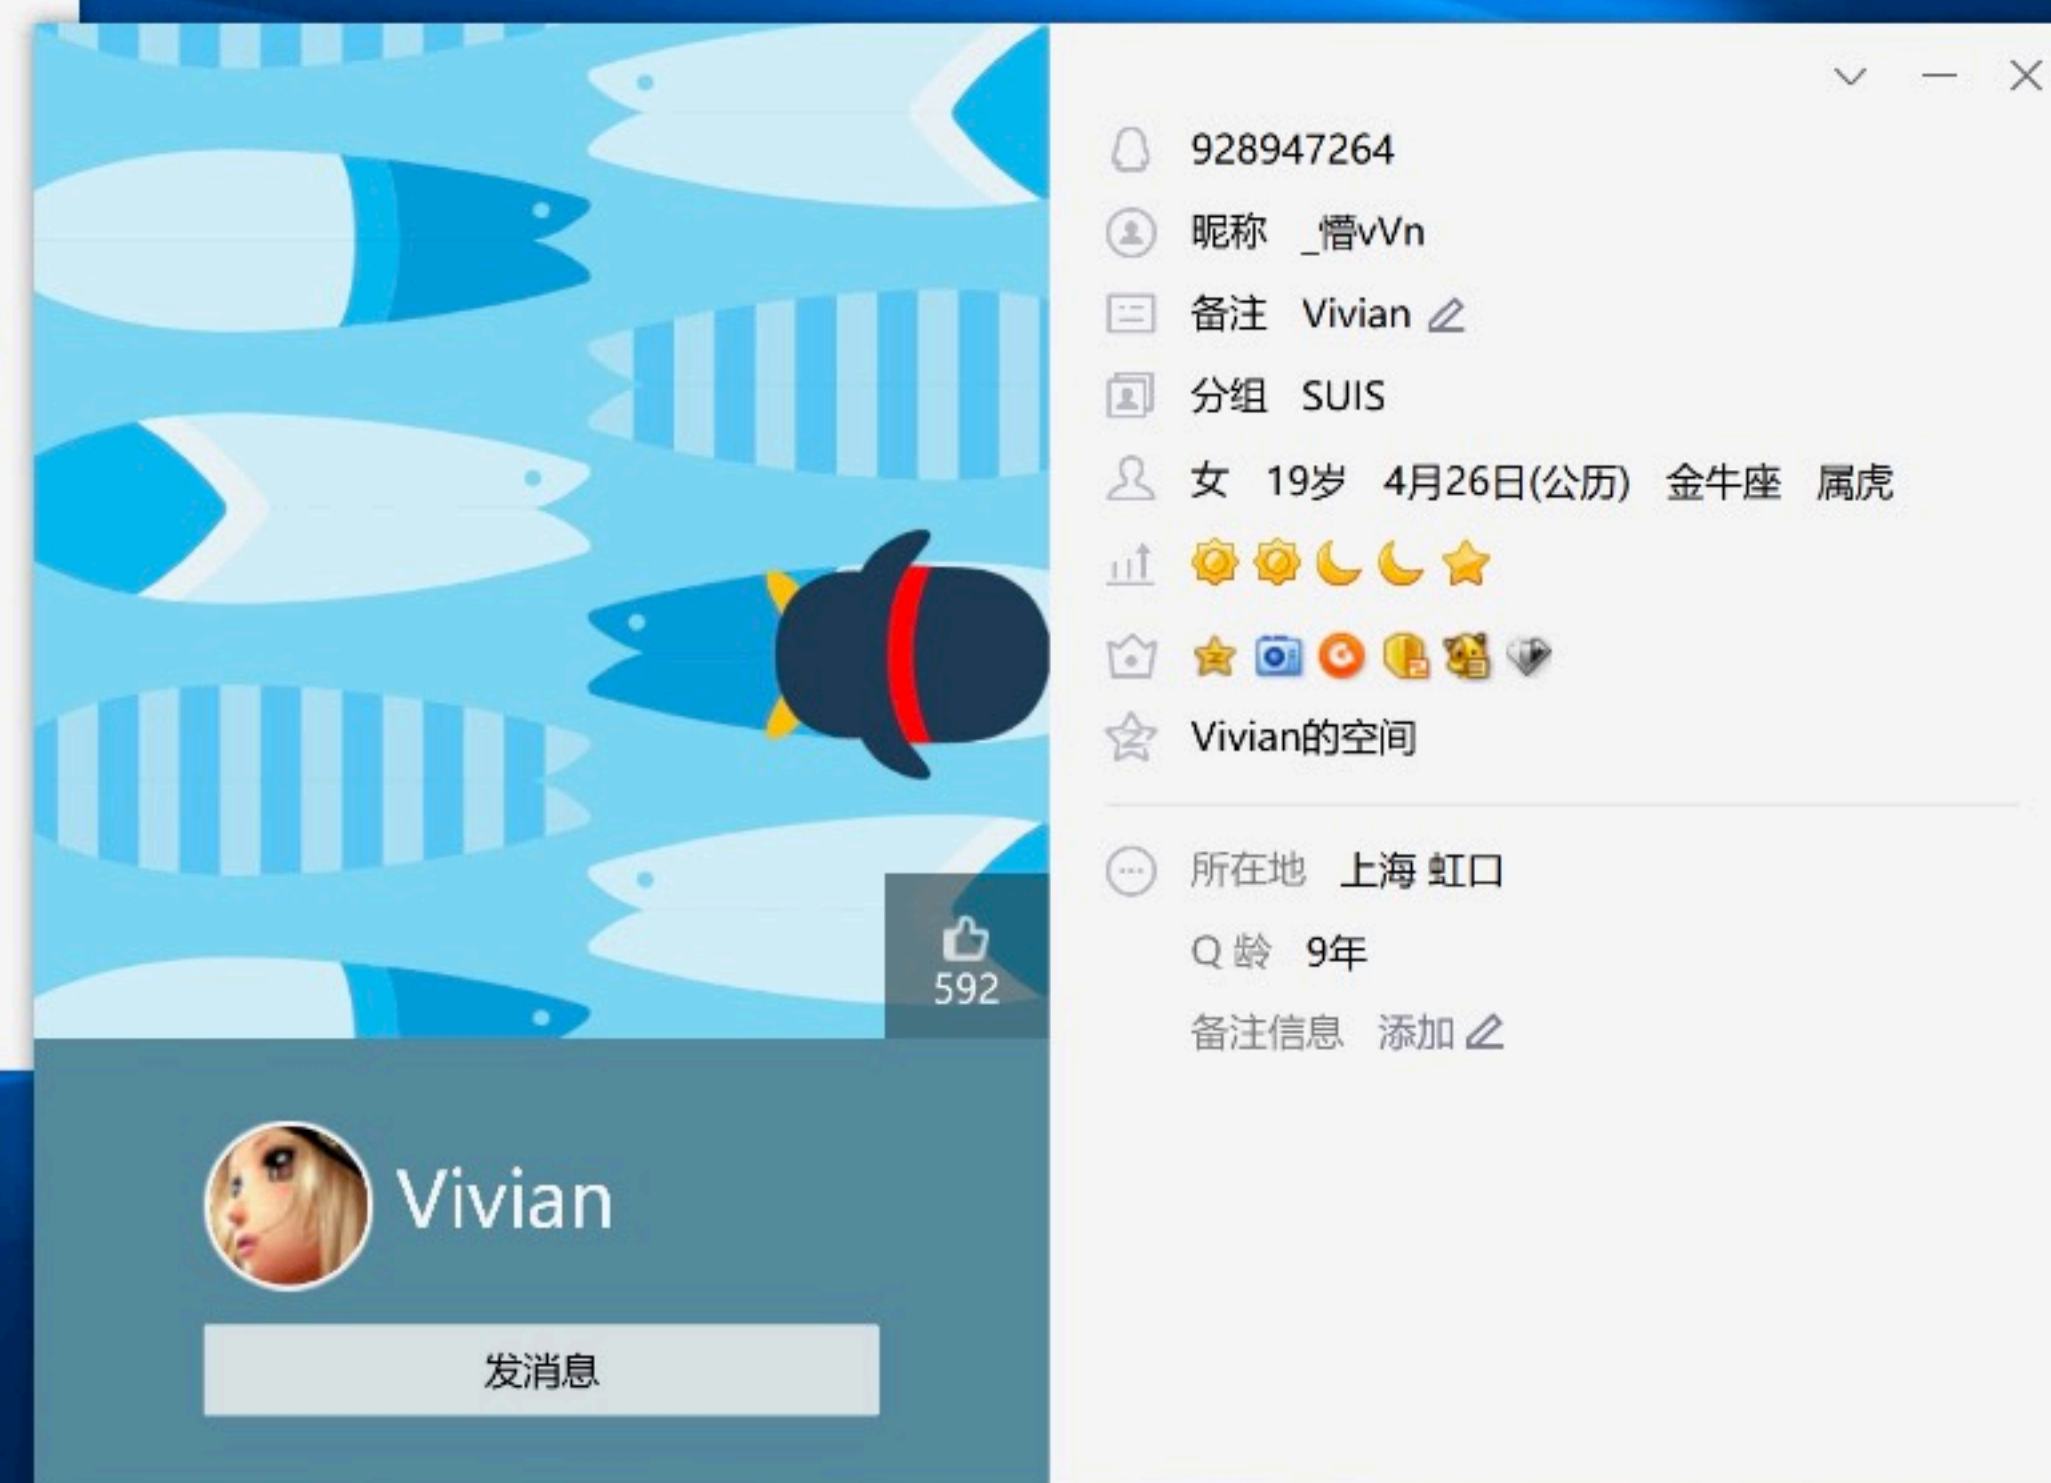 928947264
昵称 _懵vVn
备注 Vivian
分组 SUIS
女 19岁 4月26日(公历) 金牛座 属虎
Vivian的空间
所在地 上海 虹口
Q 龄 9年
备注信息 添加
592
Vivian
发消息